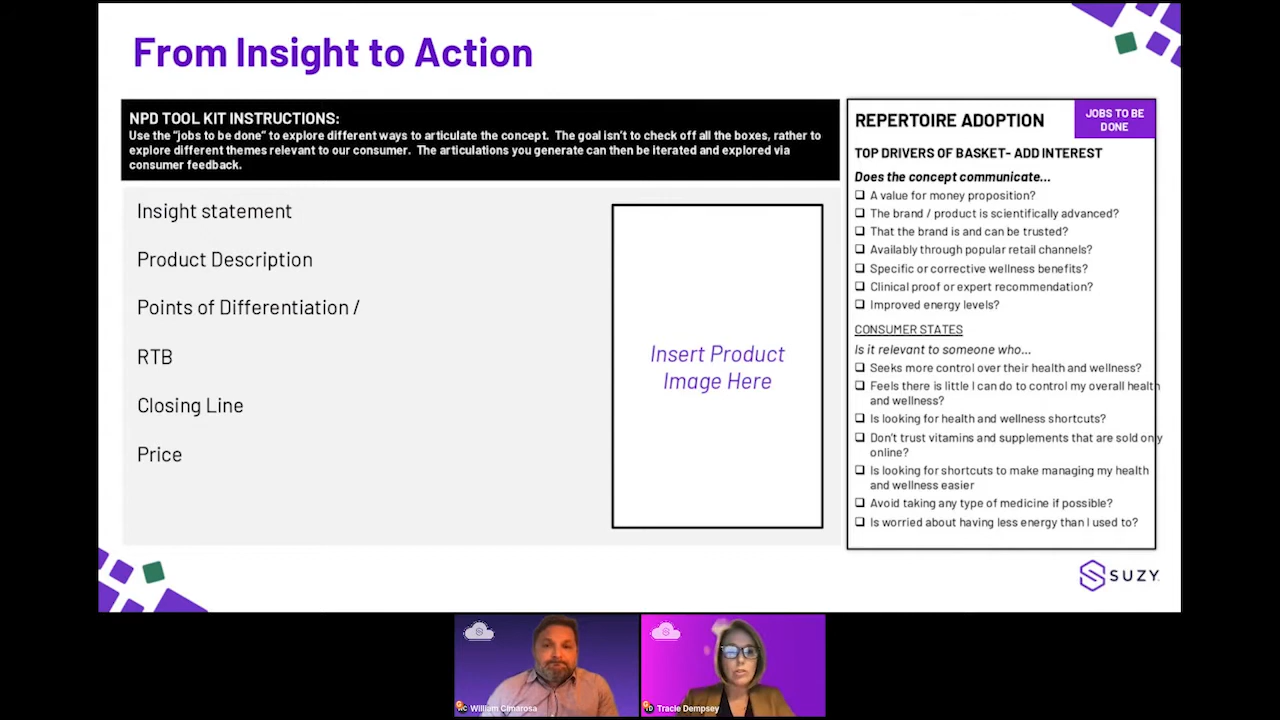 From Insight to Action
NPD TOOL KIT INSTRUCTIONS:
Use the "jobs to be done" to explore different ways to articulate the concept. The goal isn't to check off all the boxes, rather to
explore different themes relevant to our consumer. The articulations you generate can then be iterated and explored via
consumer feedback.
Insight statement
Product Description
Points of Differentiation /
RTB
Closing Line
Price
Insert Product
Image Here
REPERTOIRE ADOPTION
JOBS TO BE
DONE
TOP DRIVERS OF BASKET- ADD INTEREST
Does the concept communicate...
A value for money proposition?
The brand / product is scientifically advanced?
That the brand is and can be trusted?
Availably through popular retail channels?
Specific or corrective wellness benefits?
Clinical proof or expert recommendation?
Improved energy levels?
CONSUMER STATES
Is it relevant to someone who...
Seeks more control over their health and wellness?
Feels there is little I can do to control my overall health
and wellness?
Is looking for health and wellness shortcuts?
Don't trust vitamins and supplements that are sold only
online?
Is looking for shortcuts to make managing my health
and wellness easier
Avoid taking any type of medicine if possible?
Is worried about having less energy than I used to?
SUZY
WC William Cimarosa
TD Tracie Dempsey